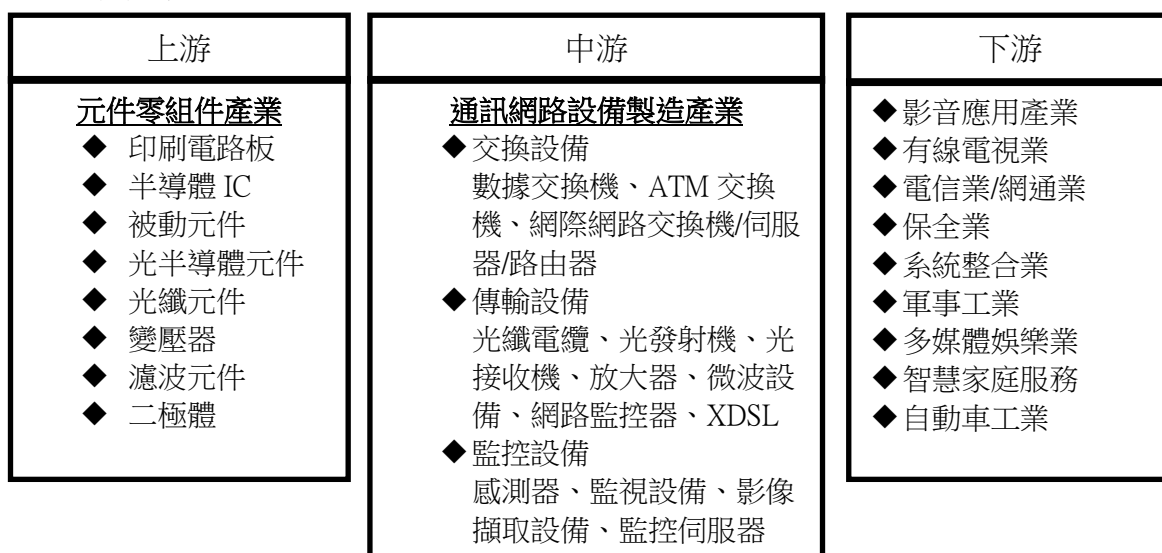 上游
元件零組件產業
◆ 印刷電路板
◆ 半導體 IC
◆ 被動元件
◆ 光半導體元件
◆ 光纖元件
◆ 變壓器
◆ 濾波元件
◆ 二極體
中游
通訊網路設備製造產業
◆交換設備
數據交換機、ATM 交換
機、網際網路交換機/伺服
器/路由器
◆傳輸設備
光纖電纜、光發射機、光
接收機、放大器、微波設
備、網路監控器、XDSL
◆監控設備
感測器、監視設備、影像
擷取設備、監控伺服器
下游
◆影音應用產業
◆有線電視業
◆電信業/網通業
◆保全業
◆系統整合業
◆軍事工業
◆多媒體娛樂業
◆智慧家庭服務
◆自動車工業